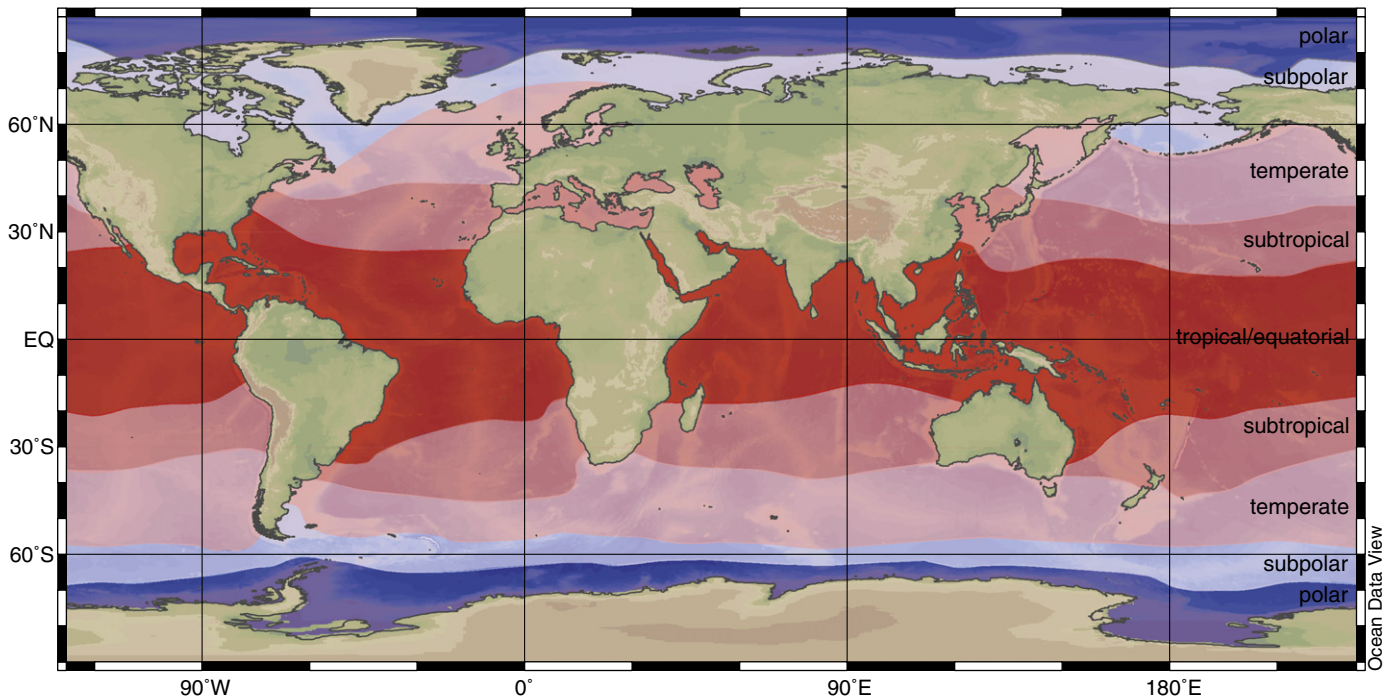 polar
subpolar
60°N
temperate
30°N
subtropical
EQ
tropical/equatorial
30°S
subtropical
temperate
60°S
subpolar
polar
90°W
0°
90°E
180°E
Ocean Data View